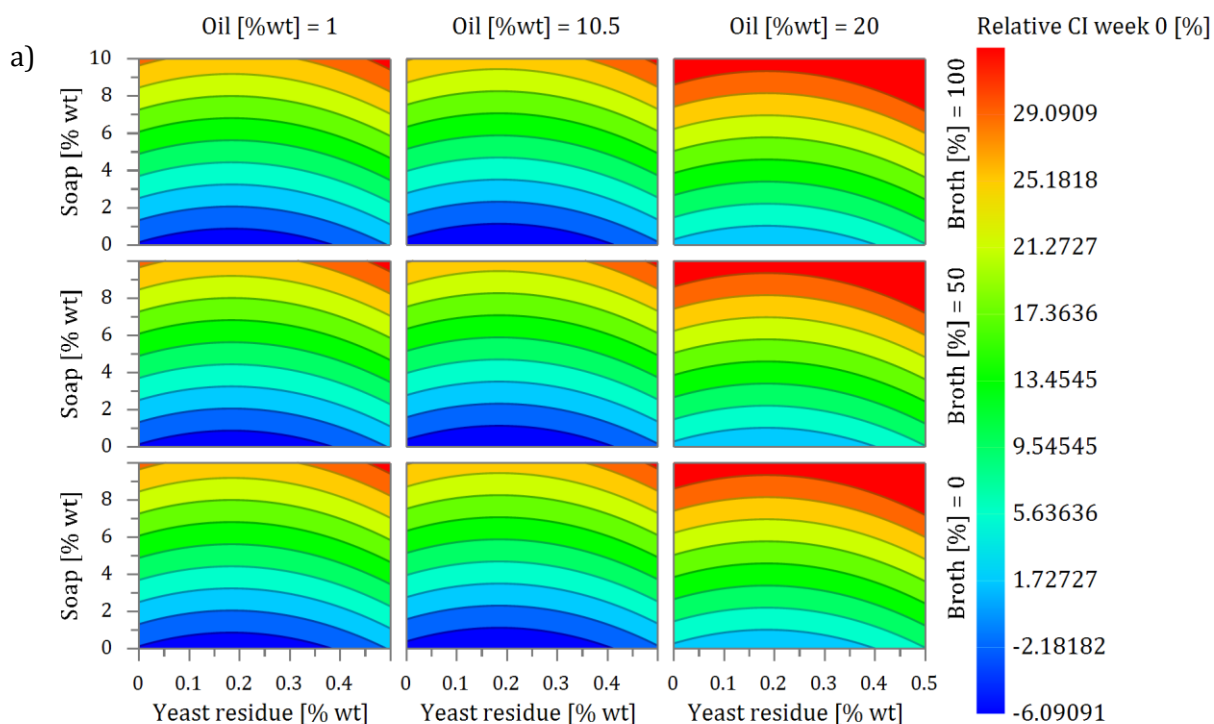 Oil [%wt] = 1 Oil [%wt] = 10.5 Oil [%wt] = 20 Relative CI week 0 [%]
a)
Soap [% wt]
10
8
6
4
2
0
Broth [%] = 100
Soap [% wt]
8
6
4
2
0
Broth [%] = 50
Soap [% wt]
8
6
4
2
0
Broth [%] = 0
0 0.1 0.2 0.3 0.4 0 0.1 0.2 0.3 0.4 0 0.1 0.2 0.3 0.4 0.5
Yeast residue [% wt] Yeast residue [% wt] Yeast residue [% wt]
29.0909
25.1818
21.2727
17.3636
13.4545
9.54545
5.63636
1.72727
-2.18182
-6.09091